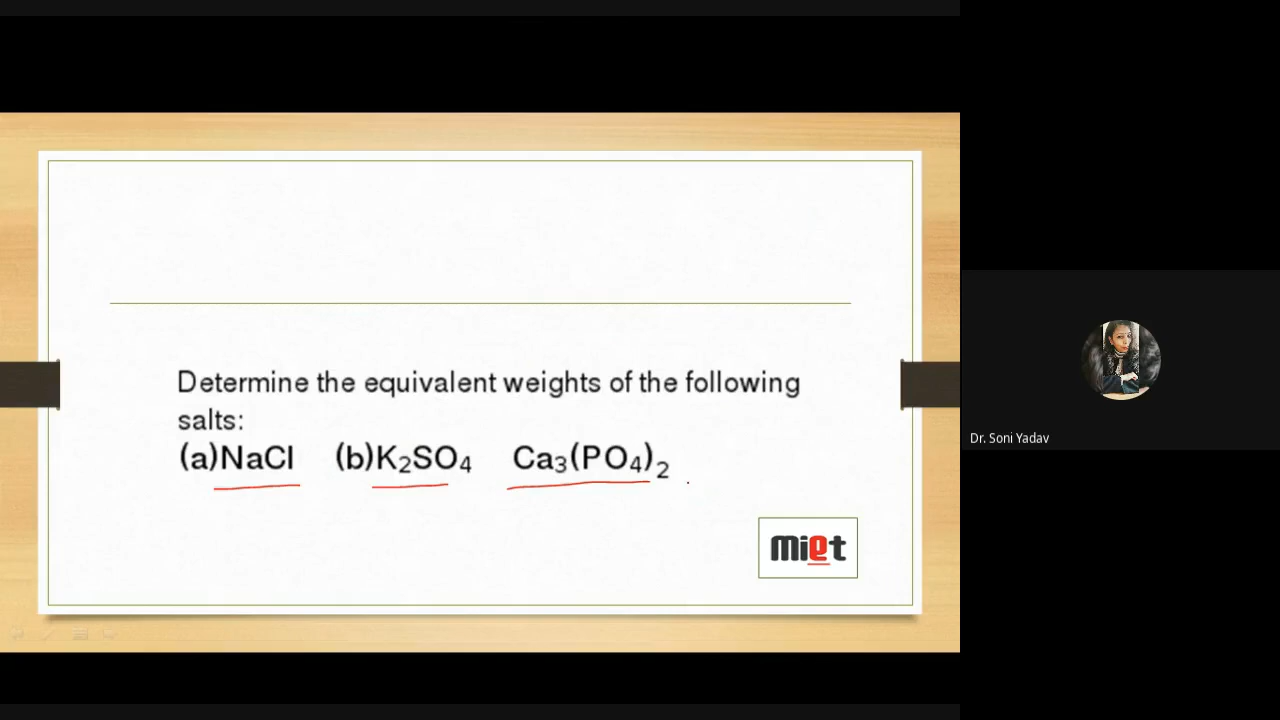 Determine the equivalent weights of the following
salts:
(a)NaCl (b)K₂SO₄ Ca₃(PO₄)₂
miet
Dr. Soni Yadav